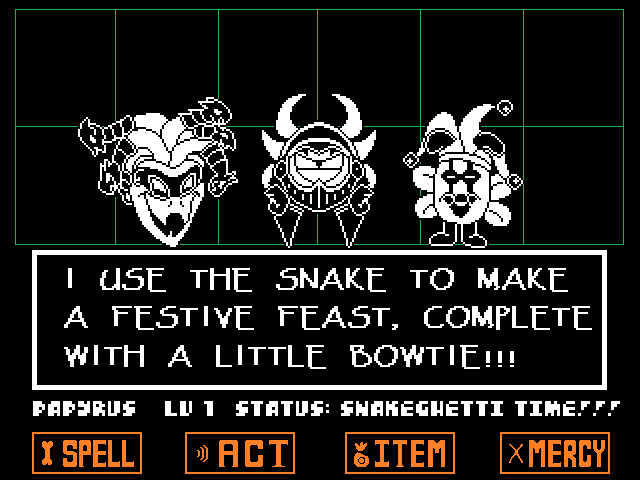 I USE THE SNAKE TO MAKE
A FESTIVE FEAST, COMPLETE
WITH A LITTLE BOWTIE!!!
PAPYRUS LV 1 STATUS: SNAKEGHETTI TIME!!!
SPELL ACT ITEM MERCY